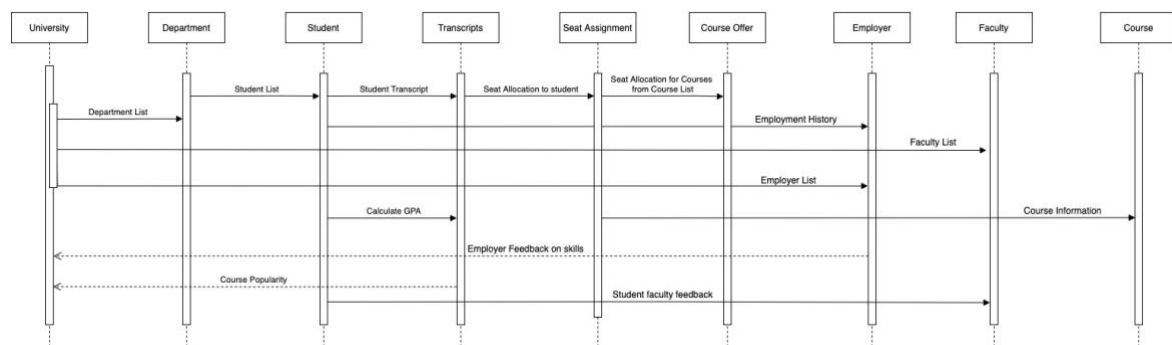 University
Department
Student
Transcripts
Seat Assignment
Course Offer
Employer
Faculty
Course
Student List
Student Transcript
Seat Allocation to student
Seat Allocation for Courses
from Course List
Department List
Employment History
Faculty List
Employer List
Calculate GPA
Course Information
Employer Feedback on skills
Course Popularity
Student faculty feedback